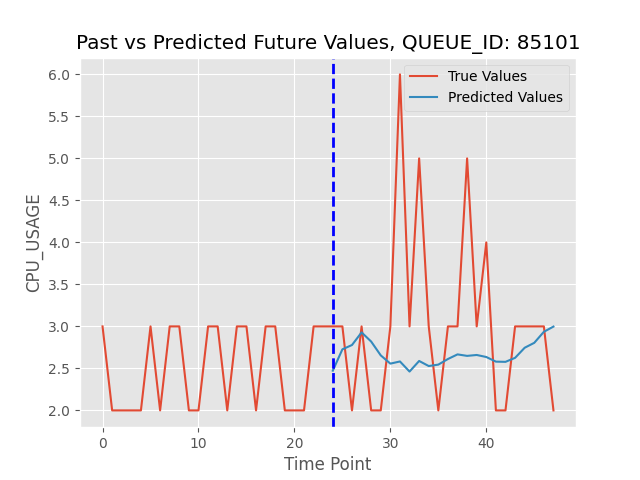 Past vs Predicted Future Values, QUEUE_ID: 85101
True Values
Predicted Values
6.0
5.5
5.0
4.5
4.0
3.5
3.0
2.5
2.0
CPU_USAGE
0 10 20 30 40
Time Point